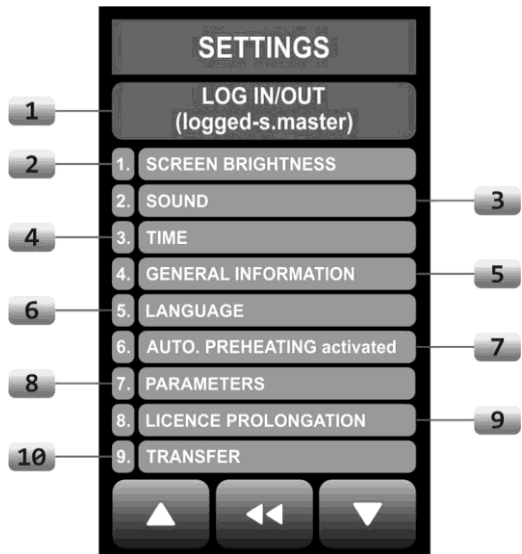 SETTINGS
LOG IN/OUT
(logged-s.master)
1
2
1. SCREEN BRIGHTNESS
2. SOUND
3
4
3. TIME
4. GENERAL INFORMATION
5
6
5. LANGUAGE
6. AUTO. PREHEATING activated
7
8
7. PARAMETERS
8. LICENCE PROLONGATION
9
10
9. TRANSFER